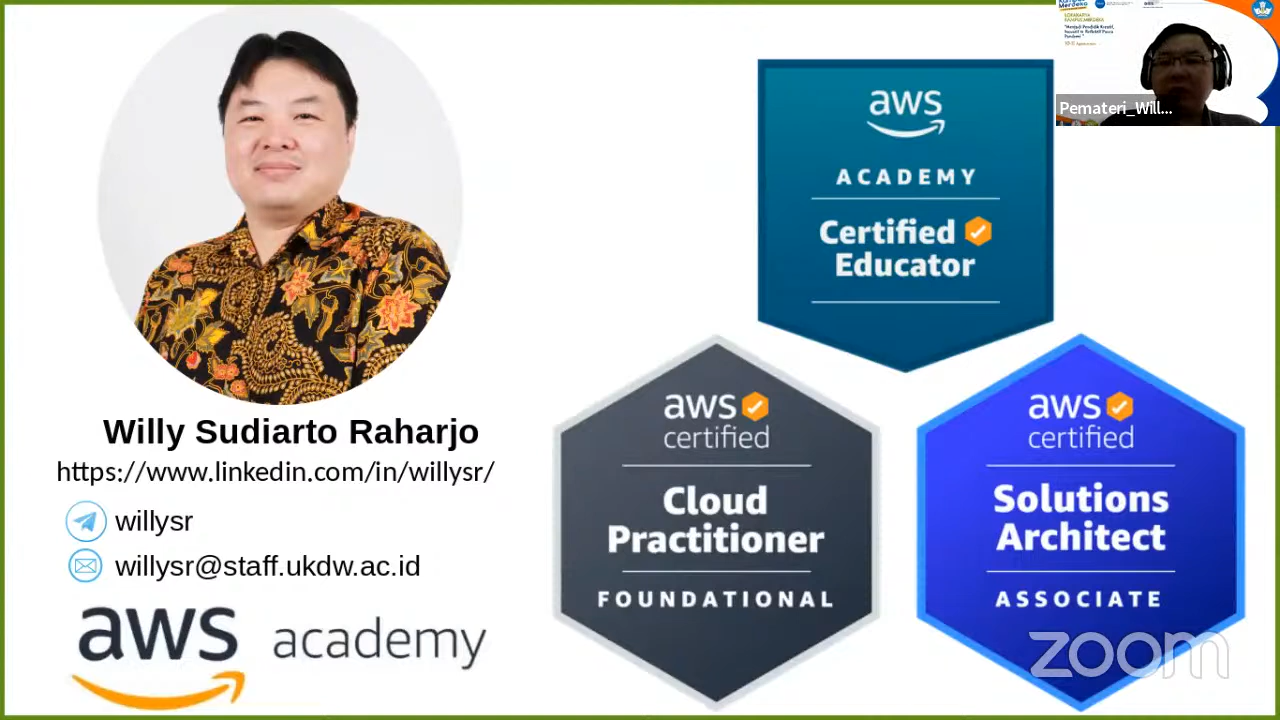 Willy Sudiarto Raharjo
https://www.linkedin.com/in/willysr/
willysr
willysr@staff.ukdw.ac.id
aws academy
aws
ACADEMY
Certified
Educator
aws
certified
Cloud
Practitioner
FOUNDATIONAL
aws
certified
Solutions
Architect
ASSOCIATE
zoom
Merdeka
Pemateri_Will...